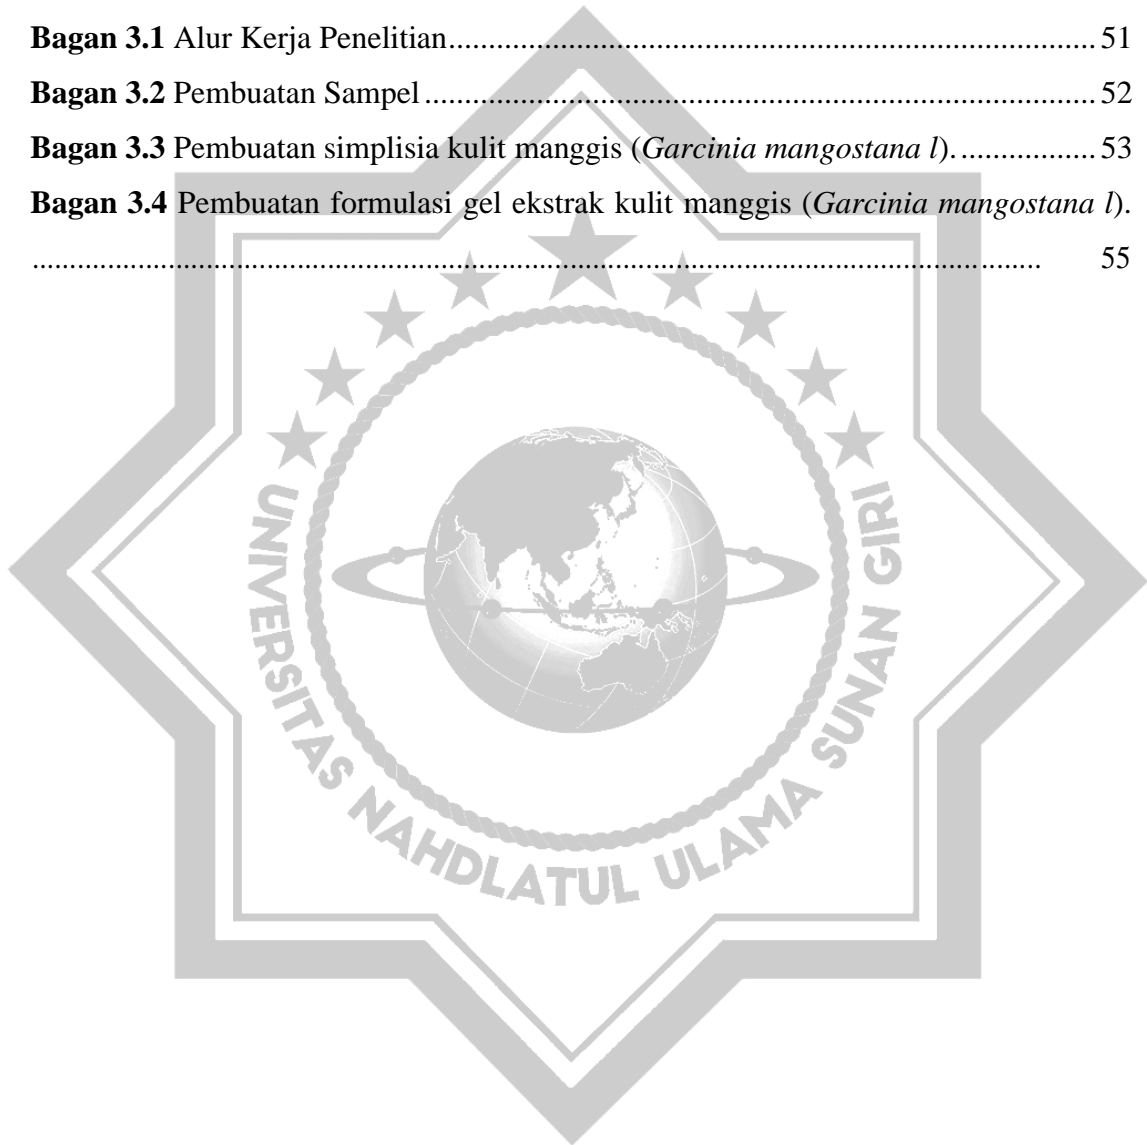 Bagan 3.1 Alur Kerja Penelitian....................................................................................... 51
Bagan 3.2 Pembuatan Sampel.......................................................................................... 52
Bagan 3.3 Pembuatan simplisia kulit manggis (Garcinia mangostana l). .................. 53
Bagan 3.4 Pembuatan formulasi gel ekstrak kulit manggis (Garcinia mangostana l).
....................................................................................................................................... 55
UNIVERSITAS NAHDLATUL ULAMA SUNAN GIRI